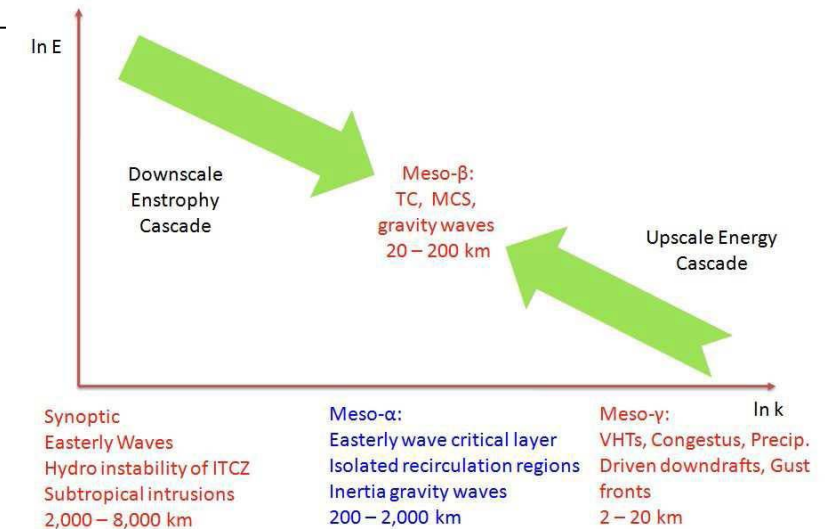 ln E
Downscale
Enstrophy
Cascade
Meso-β:
TC, MCS,
gravity waves
20 – 200 km
Upscale Energy
Cascade
ln k
Synoptic
Easterly Waves
Hydro instability of ITCZ
Subtropical intrusions
2,000 – 8,000 km
Meso-α:
Easterly wave critical layer
Isolated recirculation regions
Inertia gravity waves
200 – 2,000 km
Meso-γ:
VHTs, Congestus, Precip.
Driven downdrafts, Gust
fronts
2 – 20 km